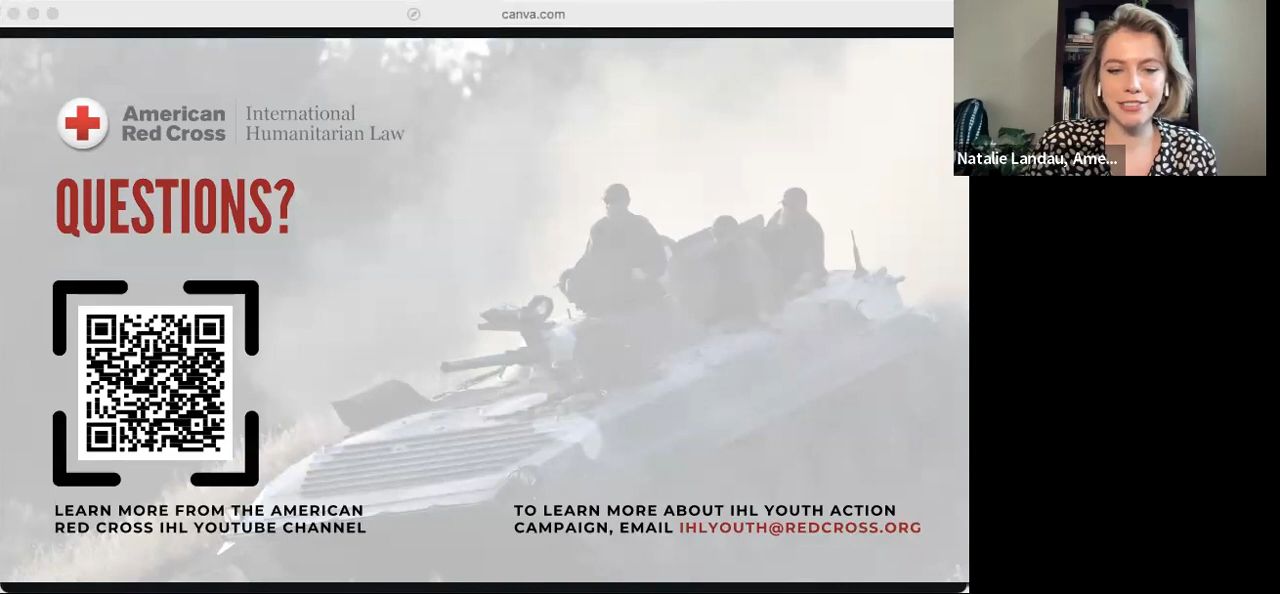 canva.com
American
Red Cross
International
Humanitarian Law
QUESTIONS?
LEARN MORE FROM THE AMERICAN
RED CROSS IHL YOUTUBE CHANNEL
TO LEARN MORE ABOUT IHL YOUTH ACTION
CAMPAIGN, EMAIL IHLYOUTH@REDCROSS.ORG
Natalie Landau, Ame...